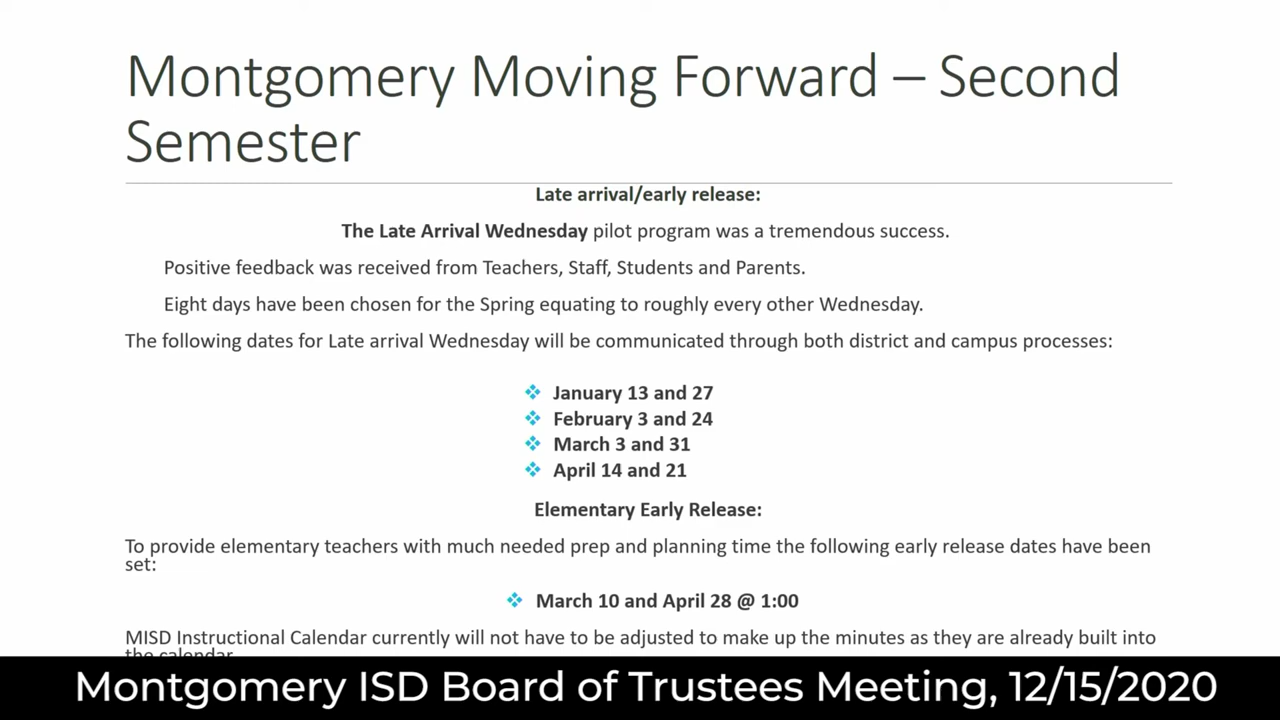 Montgomery Moving Forward – Second
Semester
Late arrival/early release:
The Late Arrival Wednesday pilot program was a tremendous success.
Positive feedback was received from Teachers, Staff, Students and Parents.
Eight days have been chosen for the Spring equating to roughly every other Wednesday.
The following dates for Late arrival Wednesday will be communicated through both district and campus processes:
❖ January 13 and 27
❖ February 3 and 24
❖ March 3 and 31
❖ April 14 and 21
Elementary Early Release:
To provide elementary teachers with much needed prep and planning time the following early release dates have been
set:
❖ March 10 and April 28 @ 1:00
MISD Instructional Calendar currently will not have to be adjusted to make up the minutes as they are already built into
the calendar
Montgomery ISD Board of Trustees Meeting, 12/15/2020